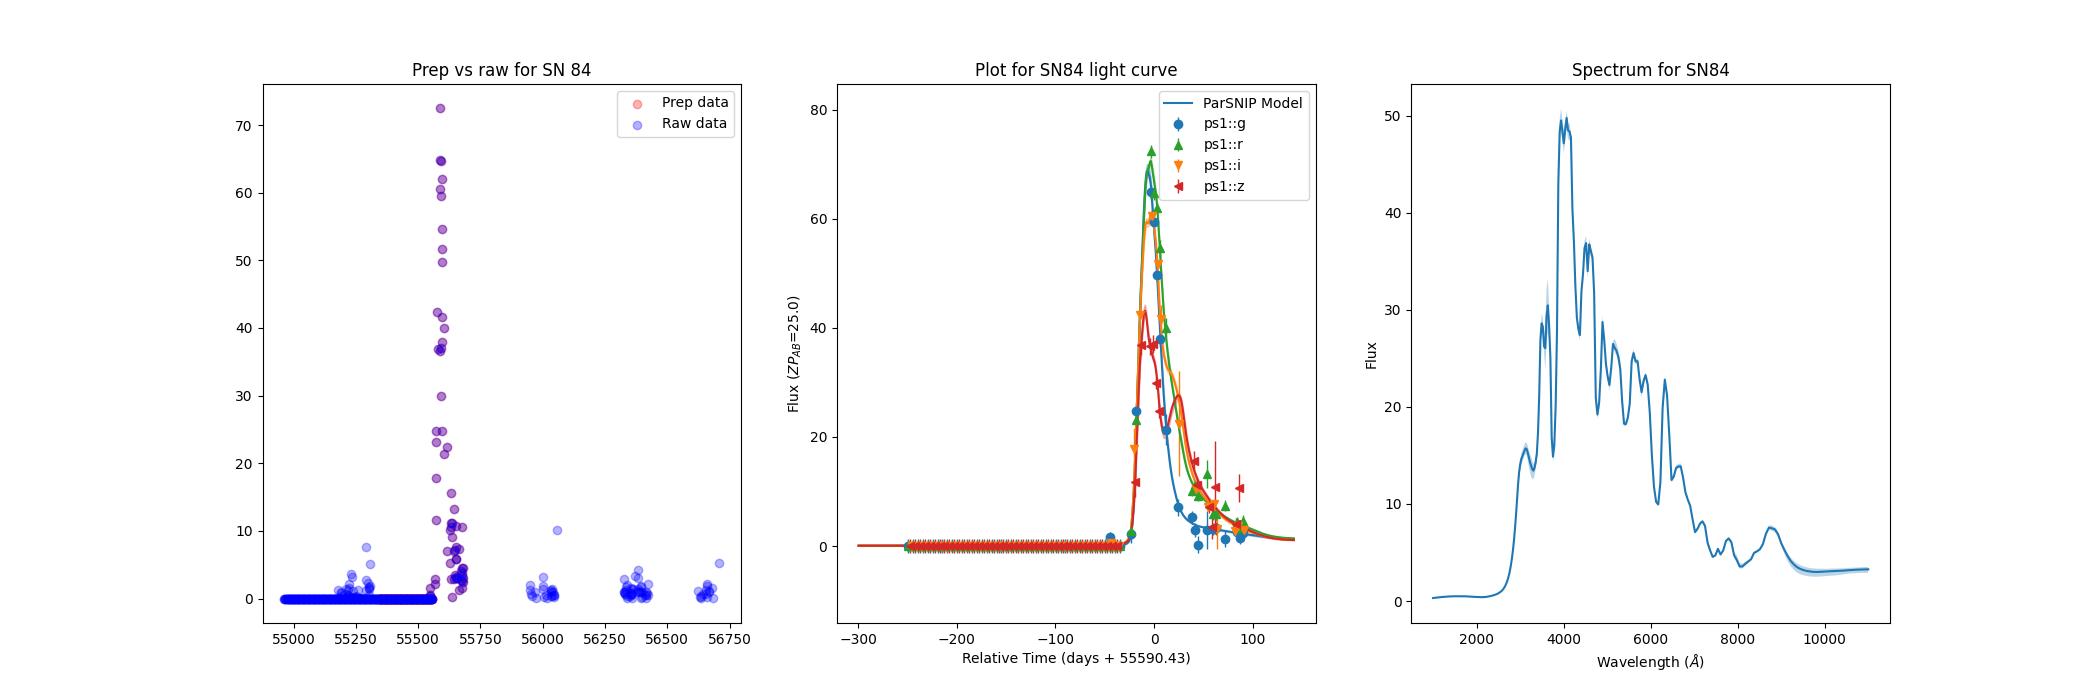 Prep vs raw for SN 84
Prep data
Raw data
70
60
50
40
30
20
10
0
55000
55250
55500
55750
56000
56250
56500
56750
Plot for SN84 light curve
ParSNIP Model
ps1::g
ps1::r
ps1::i
ps1::z
Flux (ZP_AB=25.0)
80
60
40
20
0
−300
−200
−100
0
100
Relative Time (days + 55590.43)
Spectrum for SN84
Flux
50
40
30
20
10
0
2000
4000
6000
8000
10000
Wavelength (Å)